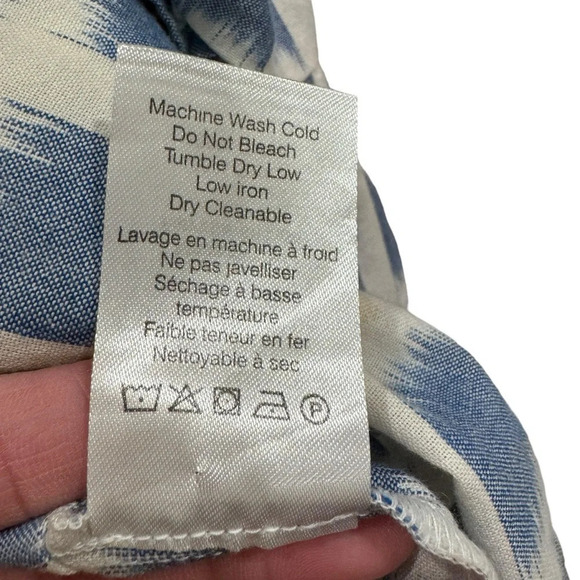 Machine Wash Cold
Do Not Bleach
Tumble Dry Low
Low iron
Dry Cleanable
Lavage en machine à froid
Ne pas javelliser
Séchage à basse
température
Faible teneur en fer
Nettoyable à sec
P